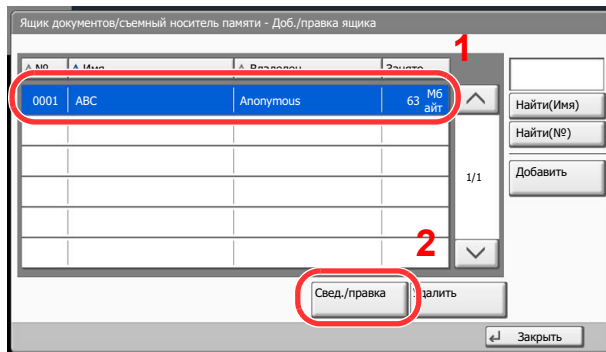 Ящик документов/съемный носитель памяти - Доб./правка ящика
1
№ Имя Владелец Занято
0001 ABC Anonymous 63 Мб
айт
Найти(Имя)
Найти(№)
1/1
Добавить
2
Свед./правка Удалить
Закрыть